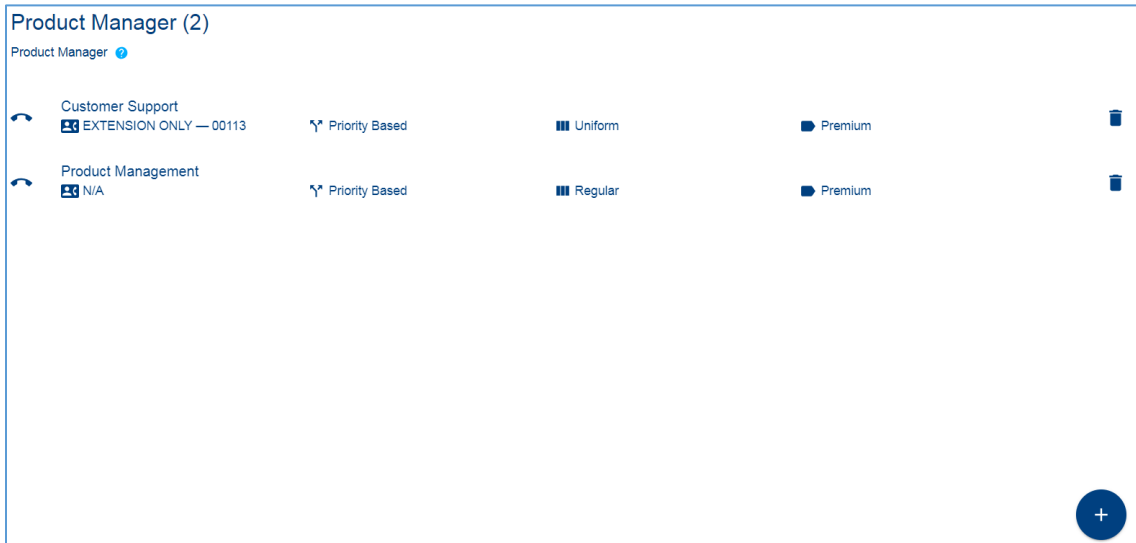 Product Manager (2)
Product Manager ?
Customer Support
EXTENSION ONLY — 00113 Priority Based Uniform Premium
Product Management
N/A Priority Based Regular Premium
+